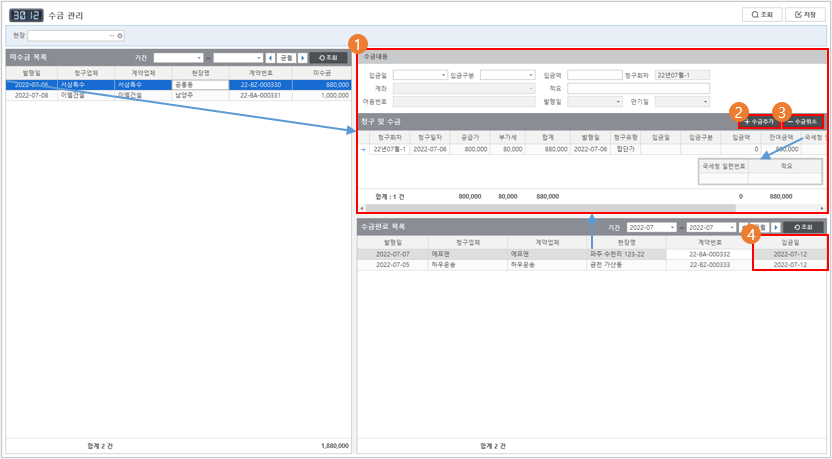 3012 수금 관리
조회 저장
현장
미수금 목록 기간 ~ 금월 조회
발행일 청구업체 계약업체 현장명 계약번호 미수금
2022-07-06 서삼특수 서삼특수 공릉동 22-BZ-000330 880,000
2022-07-08 이엘건설 이엘건설 남양주 22-BA-000331 1,000,000
합계 2 건 1,880,000
1
수금내용
입금일 입금구분 입금액 청구회차 22년07월-1
계좌 적요
어음번호 발행일 만기일
2 3
청구 및 수금 수금추가 수금취소
청구회차 청구일자 공급가 부가세 합계 발행일 청구유형 입금일 입금구분 입금액 잔여금액 국세청
22년07월-1 2022-07-06 800,000 80,000 880,000 2022-07-06 합단가 0 880,000
국세청 일련번호 적요
합계 : 1 건 800,000 80,000 880,000 0 880,000
수금완료 목록 기간 2022-07 ~ 2022-07 조회
4
발행일 청구업체 계약업체 현장명 계약번호 입금일
2022-07-07 에프엔 에프엔 파주 수천리 123-22 22-BA-000332 2022-07-12
2022-07-05 하우운송 하우운송 금천 가산동 22-BZ-000333 2022-07-12
합계 2 건